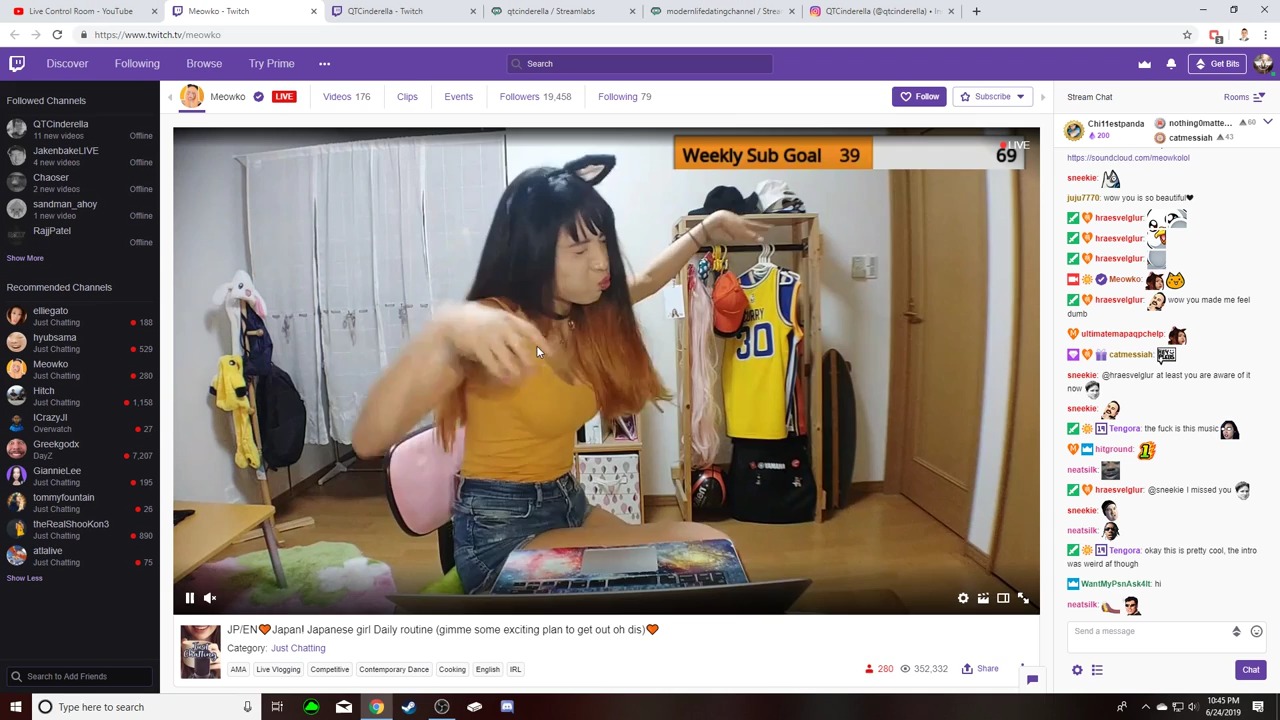 Live Control Room - YouTube
Meowko - Twitch
QTCinderella - Twitch
qtcinderella / Streamlabs
modernlifedatingchannel / Strea
QTCinderella (@qtcinderella) • In
https://www.twitch.tv/meowko
Discover
Following
Browse
Try Prime
Search
Get Bits
Followed Channels
QTCinderella
11 new videos
Offline
JakenbakeLIVE
4 new videos
Offline
Chaoser
2 new videos
Offline
sandman_ahoy
1 new video
Offline
RajjPatel
Offline
Show More
Recommended Channels
elliegato
Just Chatting
188
hyubsama
Just Chatting
529
Meowko
Just Chatting
280
Hitch
Just Chatting
1,158
ICrazyJI
Overwatch
27
Greekgodx
DayZ
7,207
GiannieLee
Just Chatting
195
tommyfountain
Just Chatting
26
theRealShooKon3
Just Chatting
890
atlalive
Just Chatting
75
Show Less
Search to Add Friends
Meowko
LIVE
Videos 176
Clips
Events
Followers 19,458
Following 79
Follow
Subscribe
Weekly Sub Goal 39
69
LIVE
CURRY
30
YAMAHA
JP/EN🧡Japan! Japanese girl Daily routine (gimme some exciting plan to get out oh dis)🧡
Category: Just Chatting
AMA
Live Vlogging
Competitive
Contemporary Dance
Cooking
English
IRL
280
352,332
Share
Stream Chat
Rooms
Chi11estpanda
200
nothing0matte...
60
catmessiah
43
https://soundcloud.com/meowkolol
sneekie:
juju7770: wow you is so beautiful♥
hraesvelglur:
hraesvelglur:
hraesvelglur:
Meowko:
hraesvelglur: wow you made me feel
dumb
ultimatemapaqpchelp:
catmessiah:
sneekie: @hraesvelglur at least you are aware of it
now
sneekie:
Tengora: the fuck is this music
hitground:
neatsilk:
hraesvelglur: @sneekie I missed you
sneekie:
neatsilk:
Tengora: okay this is pretty cool, the intro
was weird af though
WantMyPsnAsk4It: hi
neatsilk:
Send a message
Chat
Type here to search
10:45 PM
6/24/2019